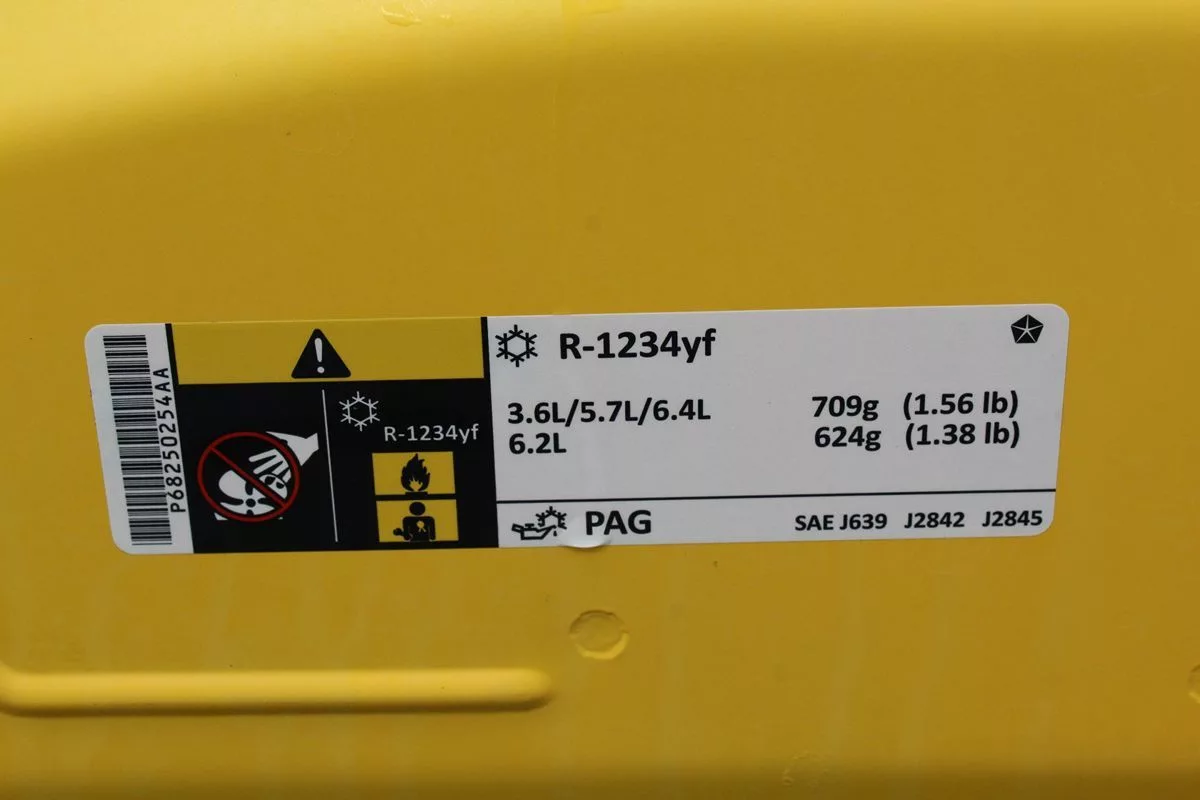 P68250254AA
R-1234yf
R-1234yf
3.6L/5.7L/6.4L 709g (1.56 lb)
6.2L 624g (1.38 lb)
PAG SAE J639 J2842 J2845